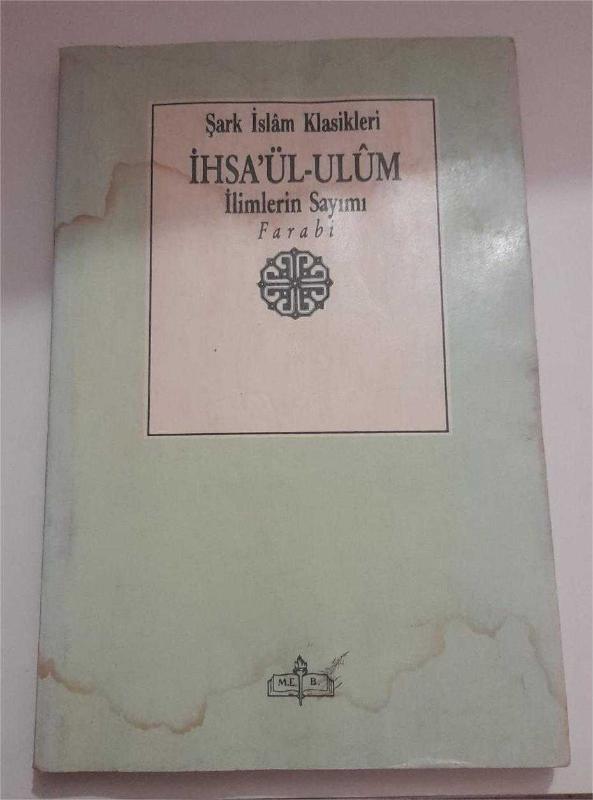 Şark İslâm Klasikleri
İHSA'ÜL-ULÛM
İlimlerin Sayımı
Farabi
M.E. B.